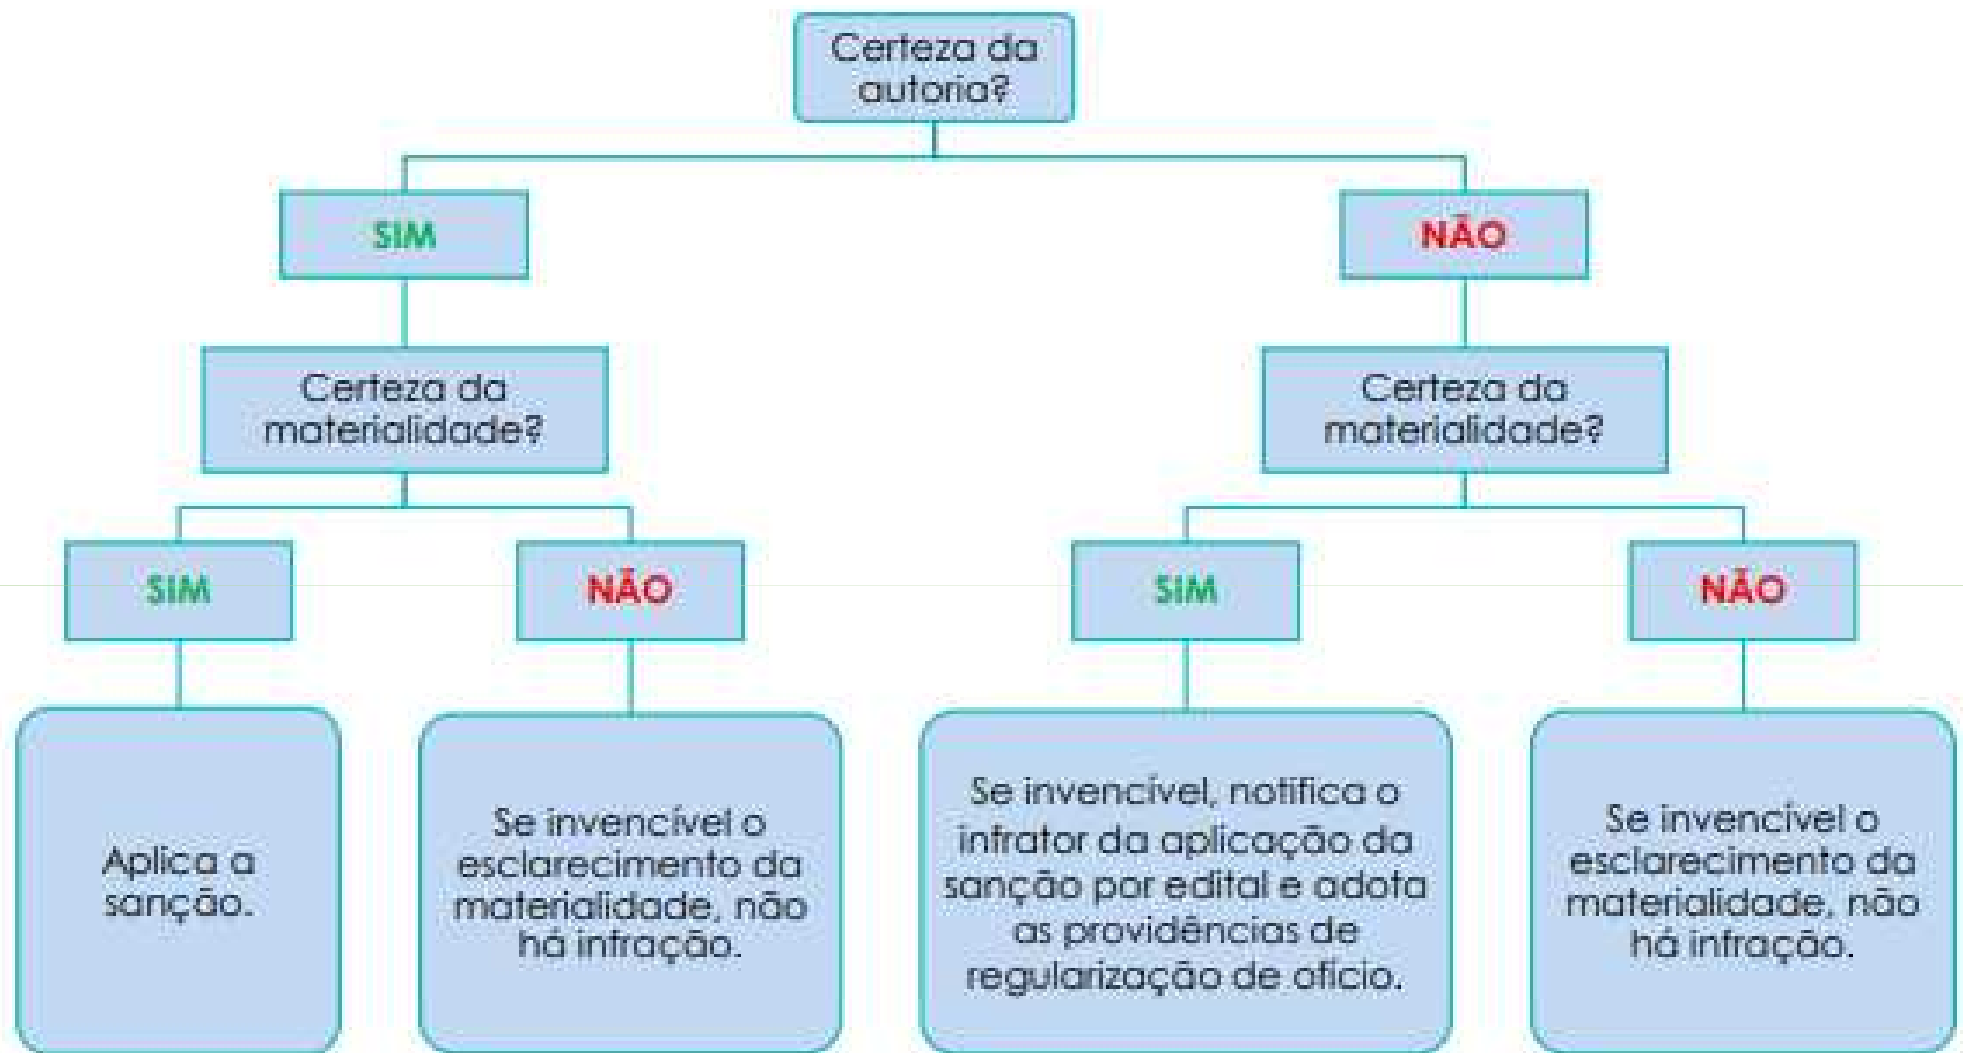 Certeza da
autoria?
SIM
NÃO
Certeza da
materialidade?
Certeza da
materialidade?
SIM
NÃO
SIM
NÃO
Aplica a
sanção.
Se invencível o
esclarecimento da
materialidade, não
há infração.
Se invencível, notifica o
infrator da aplicação da
sanção por edital e adota
as providências de
regularização de ofício.
Se invencível o
esclarecimento da
materialidade, não
há infração.